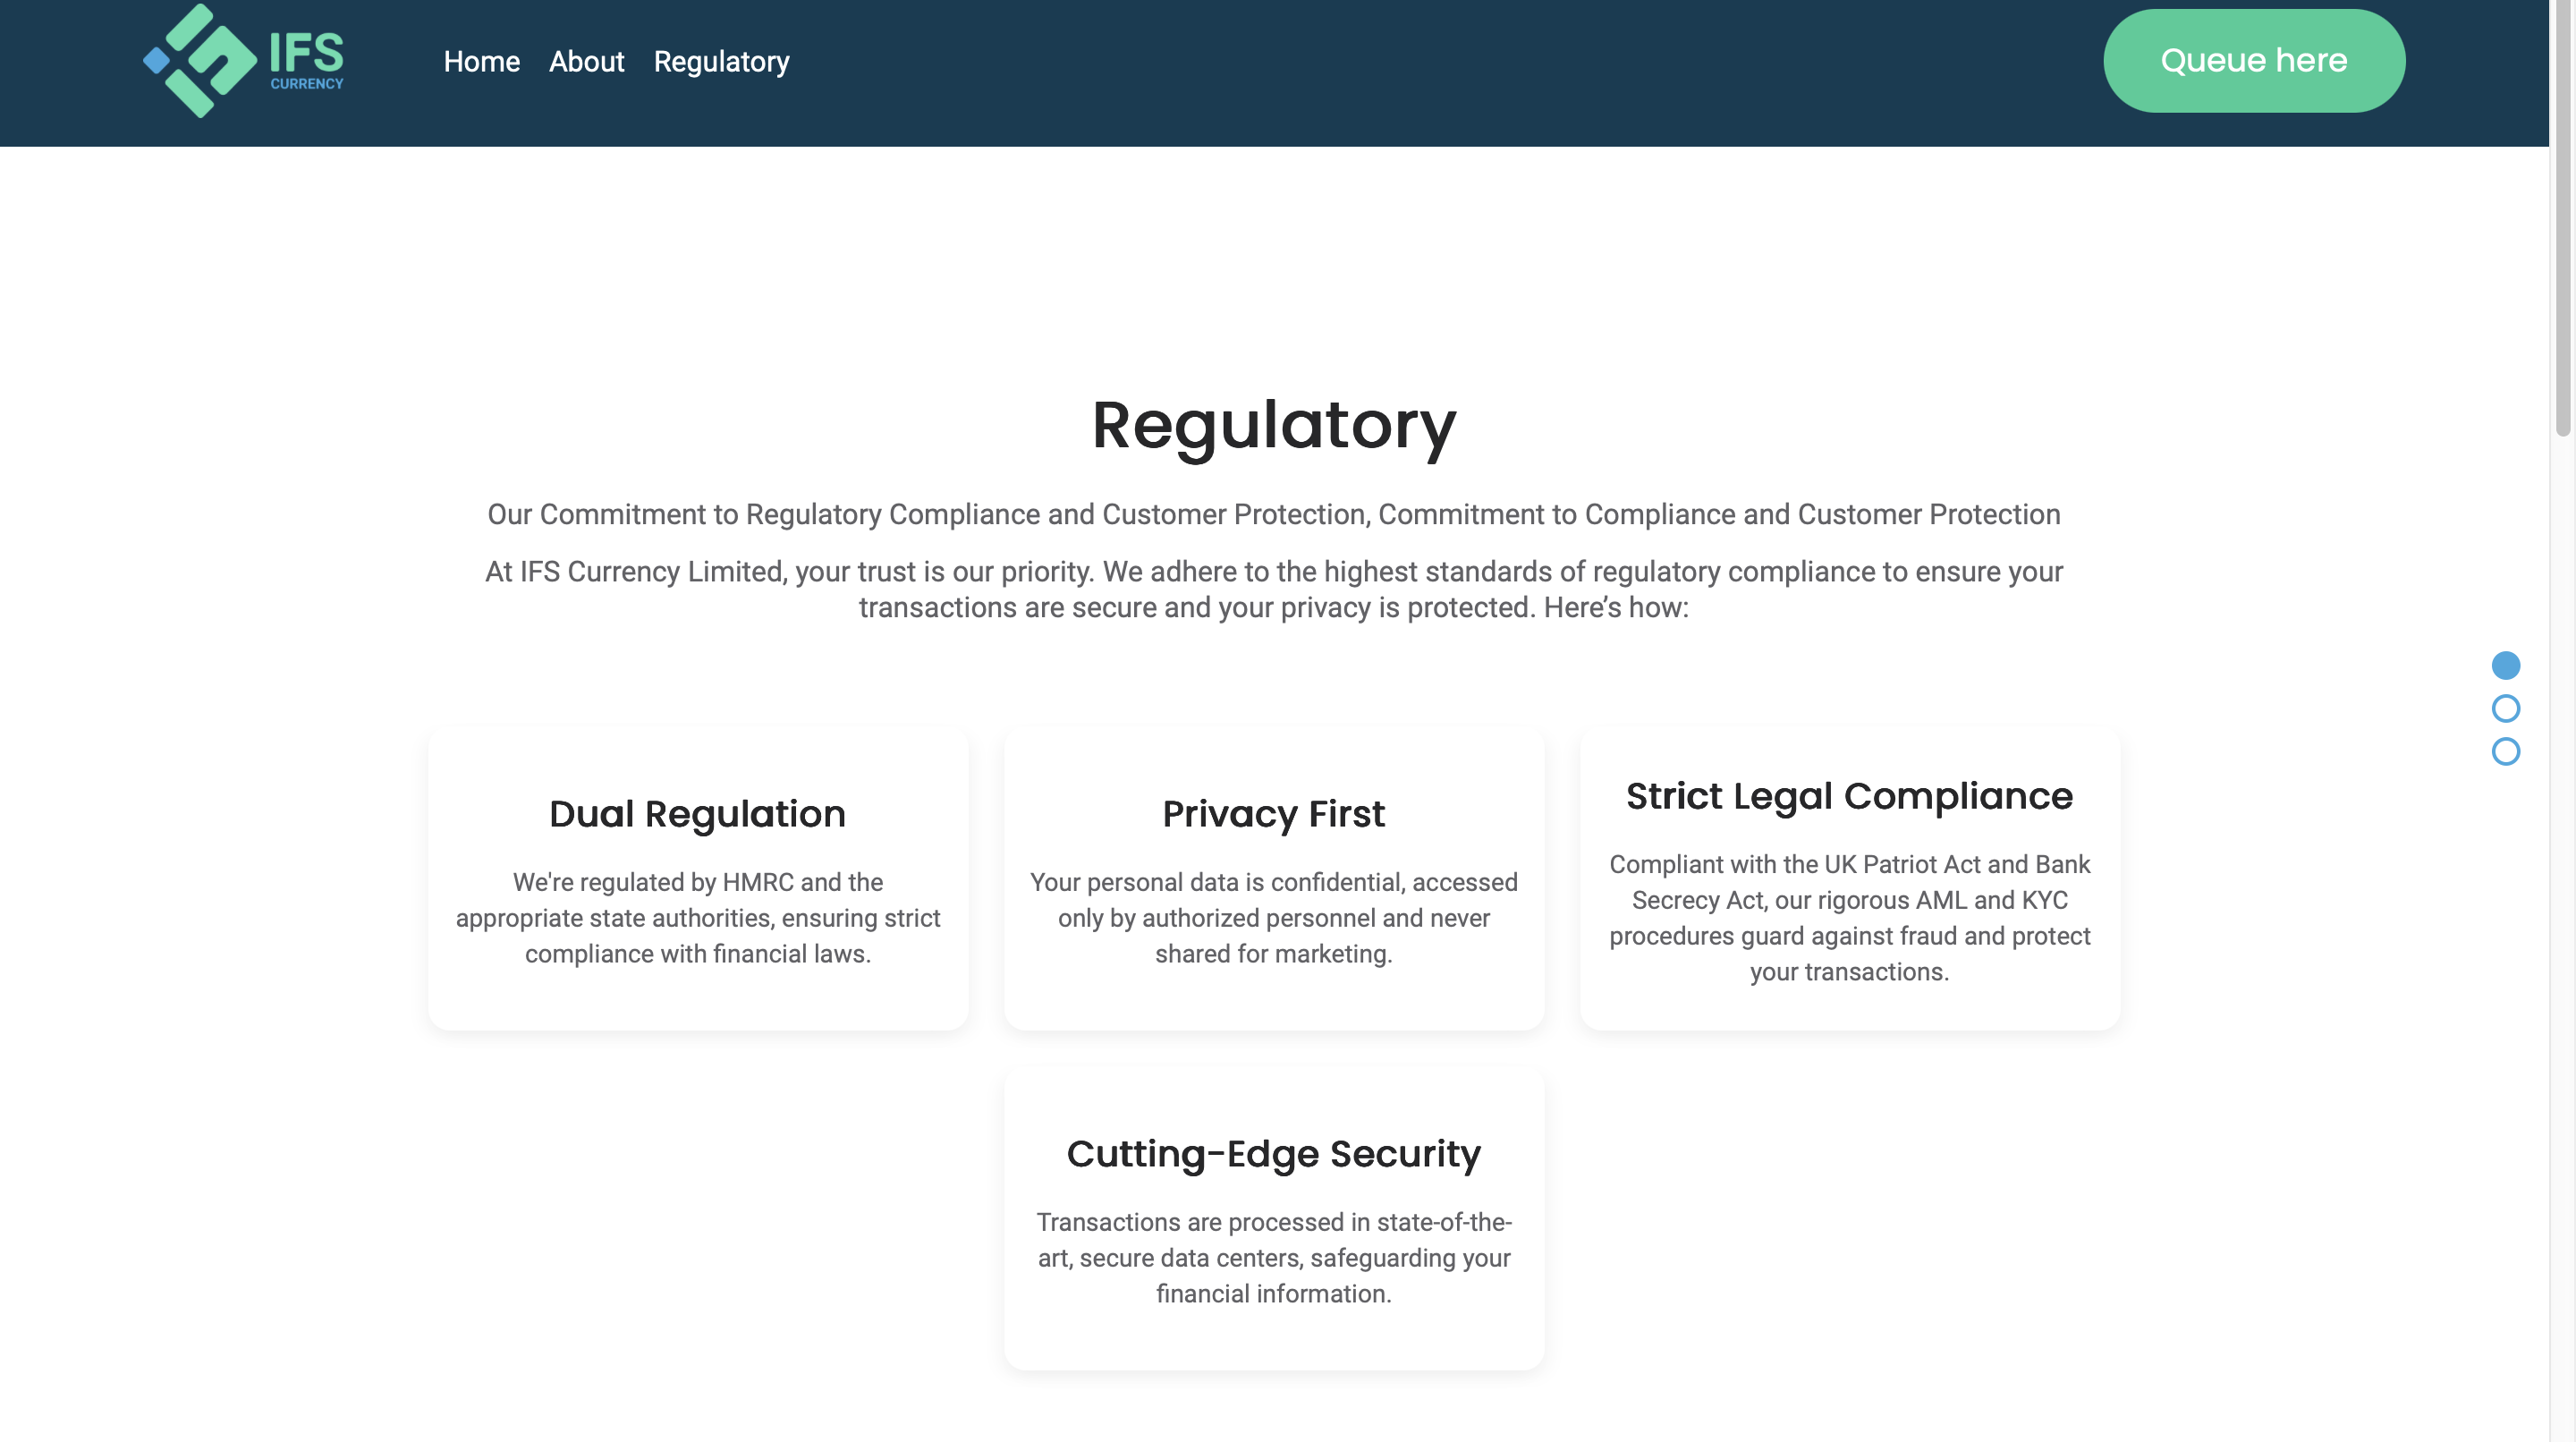 IFS
CURRENCY
Home About Regulatory
Queue here
Regulatory
Our Commitment to Regulatory Compliance and Customer Protection, Commitment to Compliance and Customer Protection
At IFS Currency Limited, your trust is our priority. We adhere to the highest standards of regulatory compliance to ensure your
transactions are secure and your privacy is protected. Here’s how:
Dual Regulation
We're regulated by HMRC and the
appropriate state authorities, ensuring strict
compliance with financial laws.
Privacy First
Your personal data is confidential, accessed
only by authorized personnel and never
shared for marketing.
Strict Legal Compliance
Compliant with the UK Patriot Act and Bank
Secrecy Act, our rigorous AML and KYC
procedures guard against fraud and protect
your transactions.
Cutting-Edge Security
Transactions are processed in state-of-the-
art, secure data centers, safeguarding your
financial information.